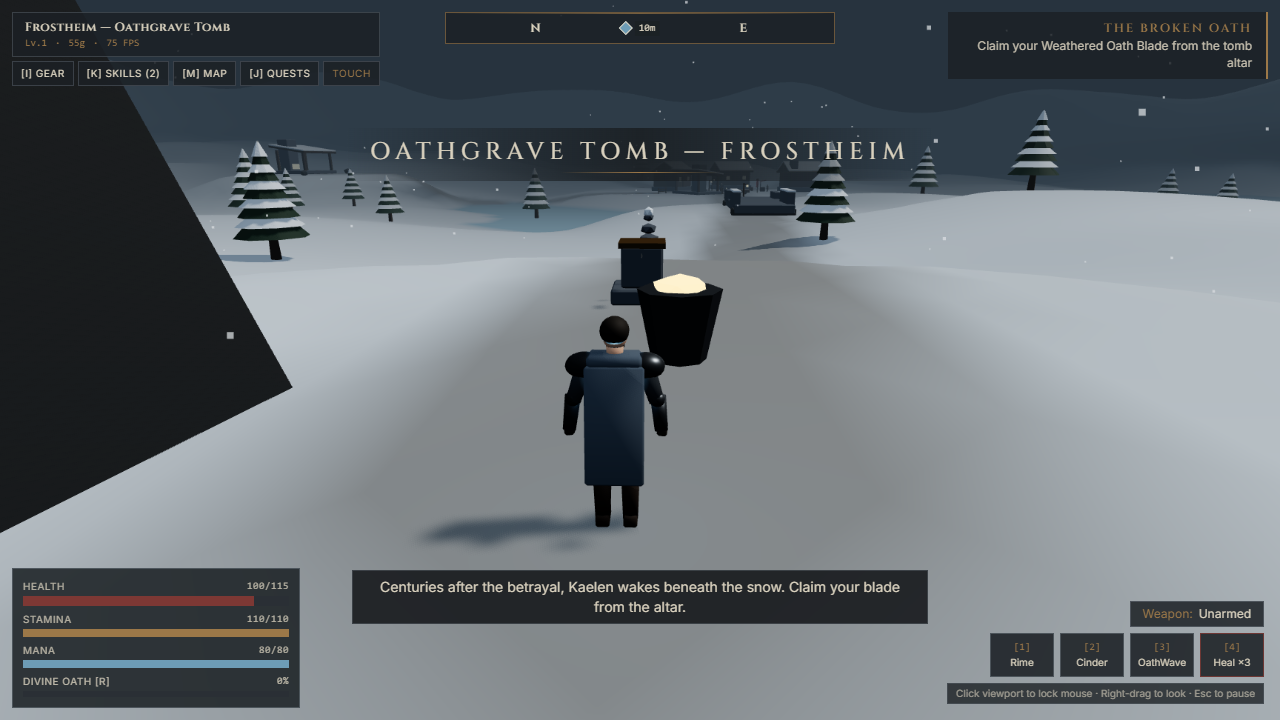 Frostheim — Oathgrave Tomb
Lv.1 · 55g · 75 FPS
[I] GEAR
[K] SKILLS (2)
[M] MAP
[J] QUESTS
TOUCH
N
10m
E
THE BROKEN OATH
Claim your Weathered Oath Blade from the tomb
altar
OATHGRAVE TOMB — FROSTHEIM
HEALTH 100/115
STAMINA 110/110
MANA 80/80
DIVINE OATH [R] 0%
Centuries after the betrayal, Kaelen wakes beneath the snow. Claim your blade
from the altar.
Weapon: Unarmed
[1] [2] [3] [4]
Rime Cinder OathWave Heal ×3
Click viewport to lock mouse · Right-drag to look · Esc to pause